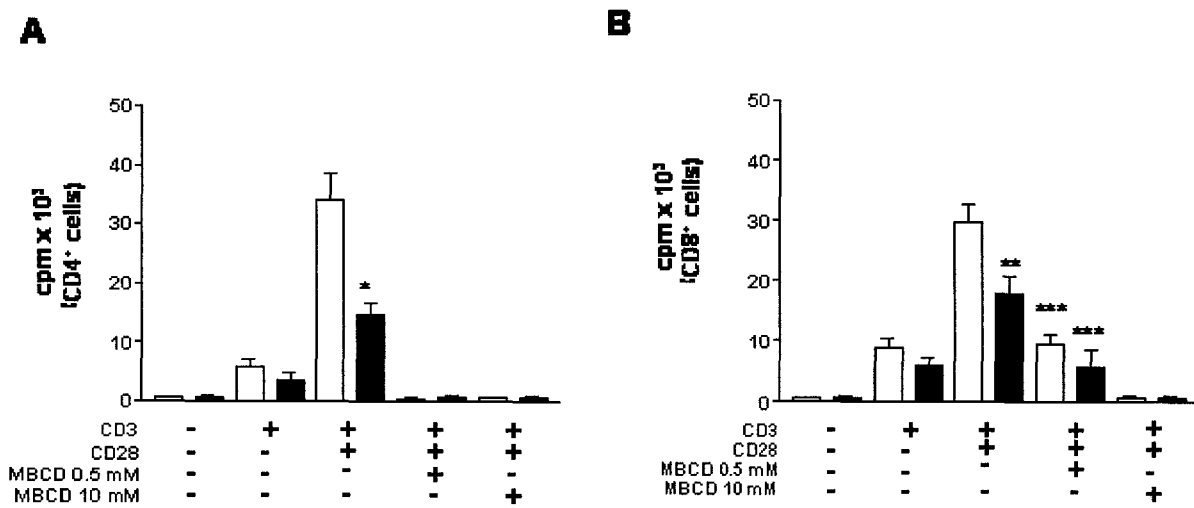 A
50
40
30
20
10
0
cpm x 10³
(CD4⁺ cells)
*
CD3 - + + + +
CD28 - - + + +
MBCD 0.5 mM - - - + -
MBCD 10 mM - - - - +
B
50
40
30
20
10
0
cpm x 10³
(CD8⁺ cells)
**
***
***
CD3 - + + + +
CD28 - - + + +
MBCD 0.5 mM - - - + -
MBCD 10 mM - - - - +